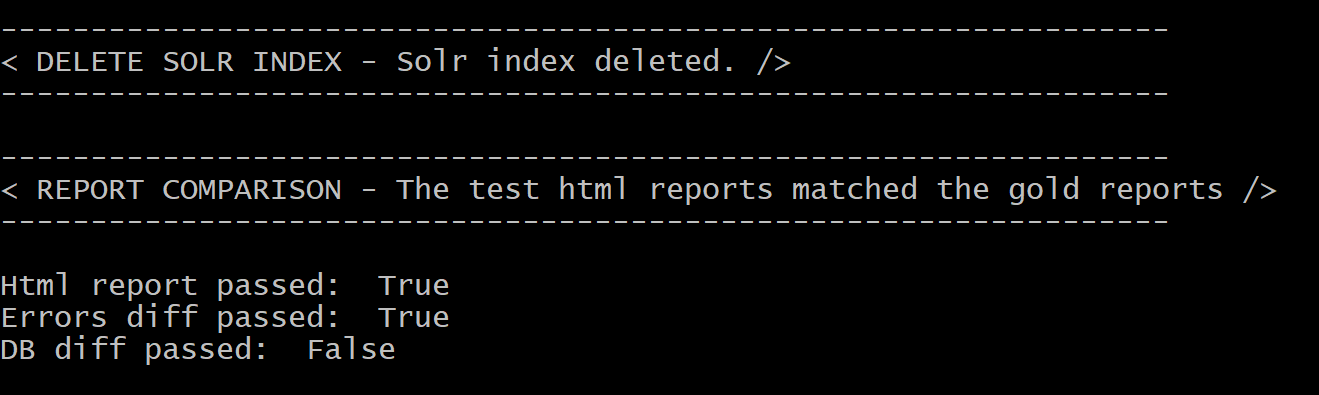 -----------------------------------------------------------------
< DELETE SOLR INDEX - Solr index deleted. />
-----------------------------------------------------------------
-----------------------------------------------------------------
< REPORT COMPARISON - The test html reports matched the gold reports />
-----------------------------------------------------------------
Html report passed:  True
Errors diff passed:  True
DB diff passed:  False